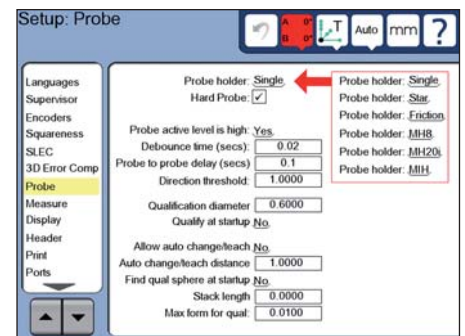 Setup: Probe
A 0°
B 0°
T
Auto
mm
?
Languages
Supervisor
Encoders
Squareness
SLEC
3D Error Comp
Probe
Measure
Display
Header
Print
Ports
Probe holder: Single
Hard Probe: ✓
Probe active level is high: Yes
Debounce time (secs): 0.02
Probe to probe delay (secs) 0.1
Direction threshold: 1.0000
Qualification diameter 0.6000
Qualify at startup No
Allow auto change/teach No
Auto change/teach distance 1.0000
Find qual sphere at startup No
Stack length 0.0000
Max form for qual: 0.0100
Probe holder: Single
Probe holder: Star
Probe holder: Friction
Probe holder: MH8
Probe holder: MH20i
Probe holder: MIH